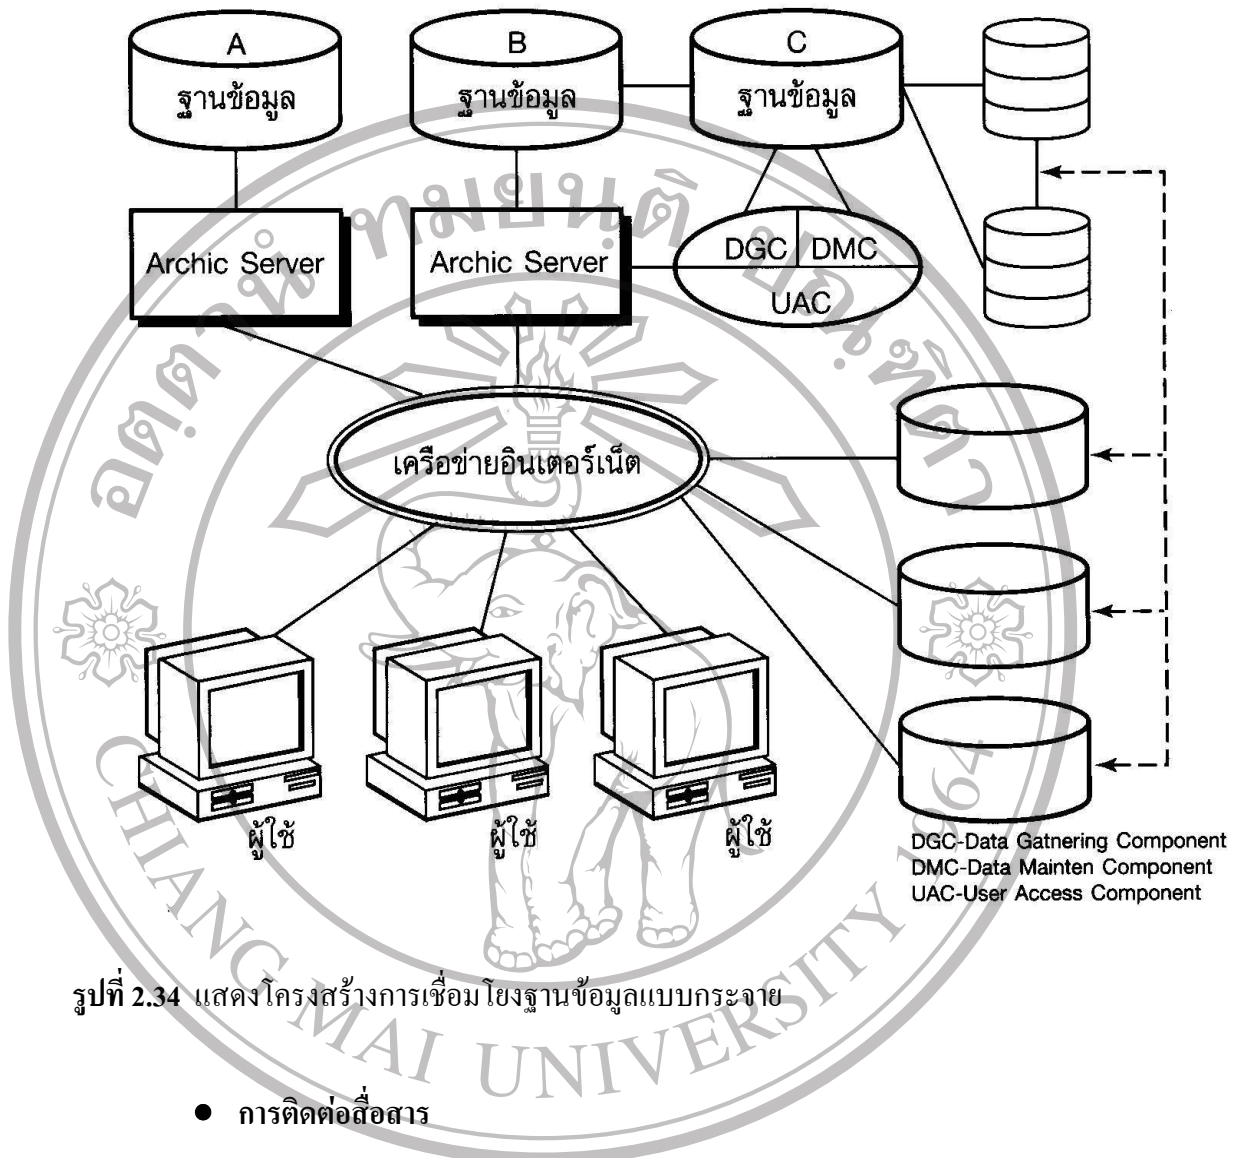 A
ฐานข้อมูล
B
ฐานข้อมูล
C
ฐานข้อมูล
Archic Server
Archic Server
DGC
DMC
UAC
เครือข่ายอินเตอร์เน็ต
ผู้ใช้
ผู้ใช้
ผู้ใช้
DGC-Data Gatnering Component
DMC-Data Mainten Component
UAC-User Access Component
รูปที่ 2.34 แสดงโครงสร้างการเชื่อมโยงฐานข้อมูลแบบกระจาย
● การติดต่อสื่อสาร
CHIANG MAI UNIVERSITY 1964